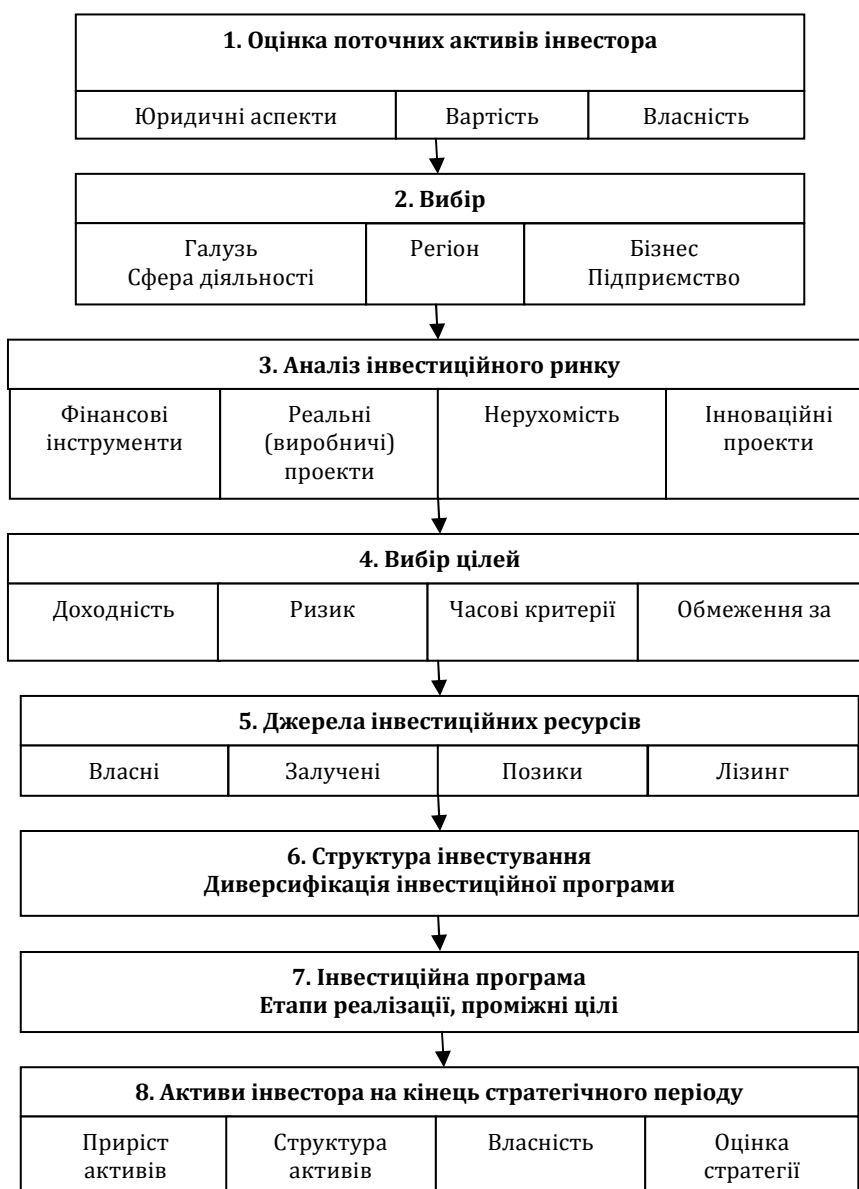 1. Оцінка поточних активів інвестора
Юридичні аспекти
Вартість
Власність
2. Вибір
Галузь
Сфера діяльності
Регіон
Бізнес
Підприємство
3. Аналіз інвестиційного ринку
Фінансові
інструменти
Реальні
(виробничі)
проекти
Нерухомість
Інноваційні
проекти
4. Вибір цілей
Доходність
Ризик
Часові критерії
Обмеження за
5. Джерела інвестиційних ресурсів
Власні
Залучені
Позики
Лізинг
6. Структура інвестування
Диверсифікація інвестиційної програми
7. Інвестиційна програма
Етапи реалізації, проміжні цілі
8. Активи інвестора на кінець стратегічного періоду
Приріст
активів
Структура
активів
Власність
Оцінка
стратегії